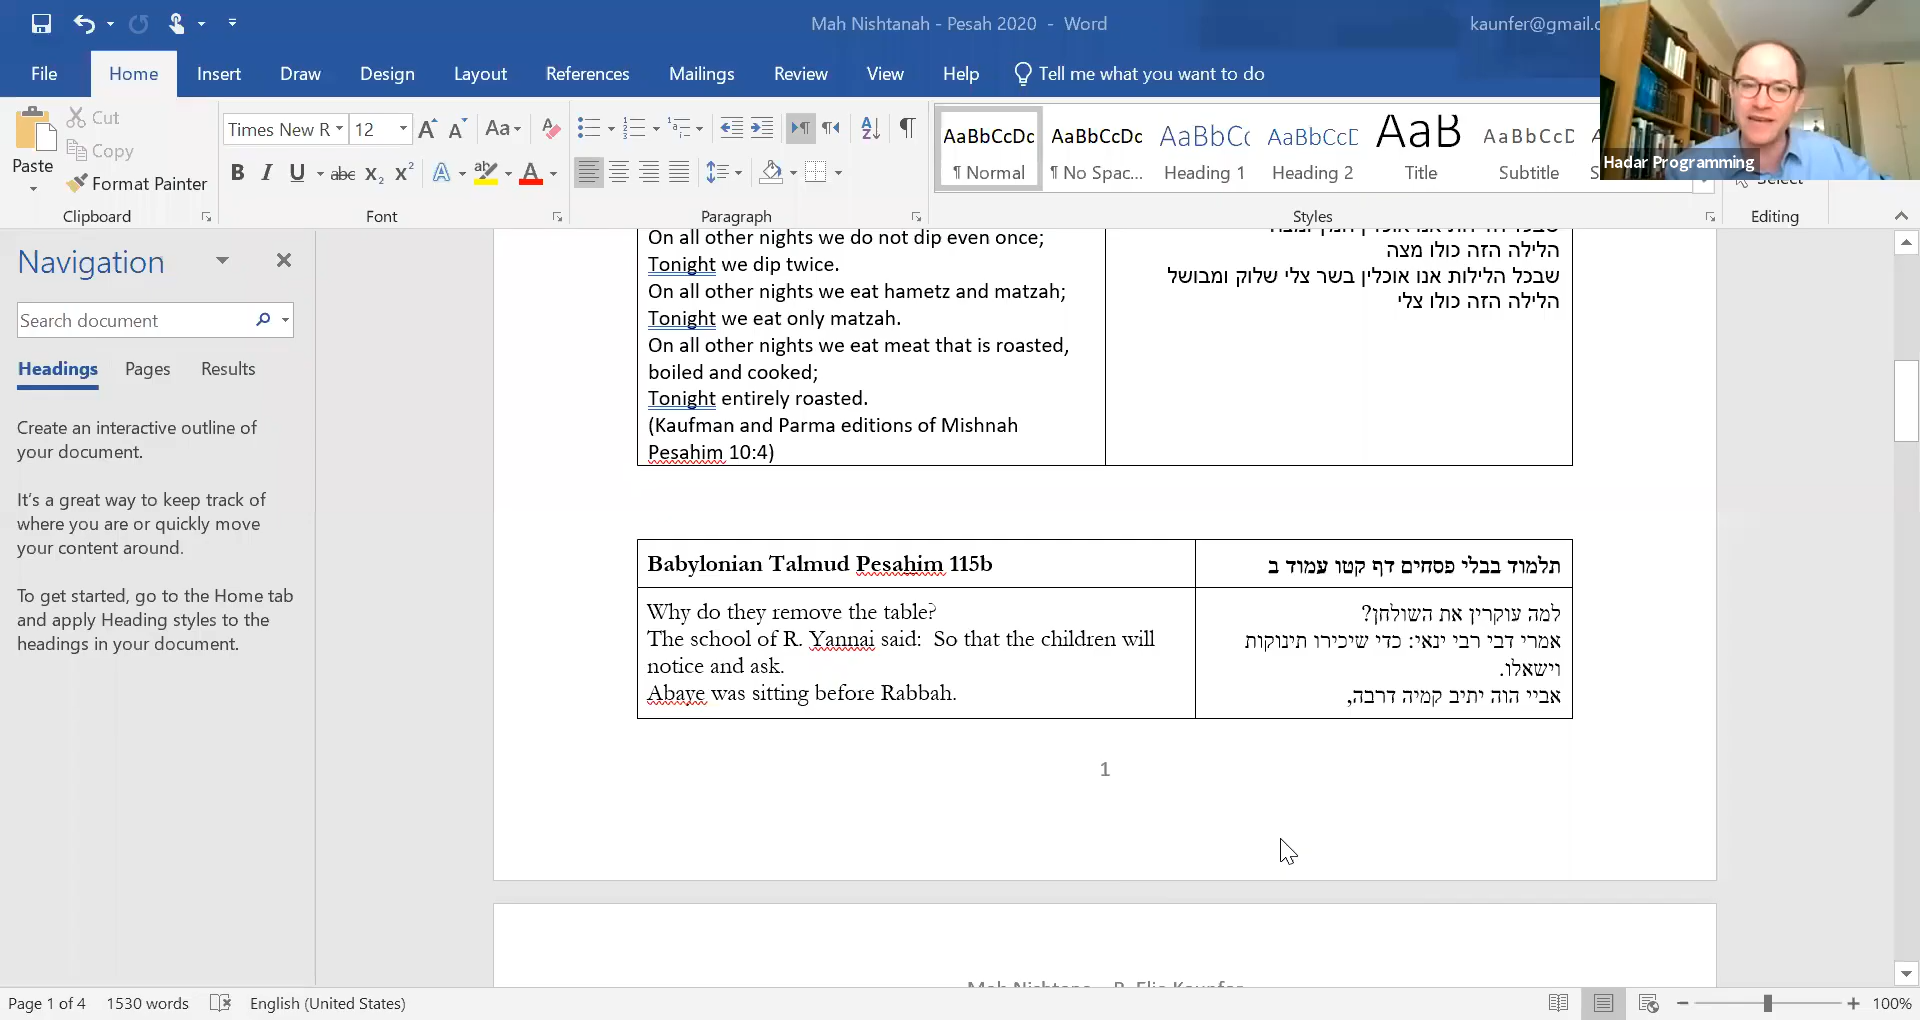 Mah Nishtanah - Pesah 2020 - Word
kaunfer@gmail.c
File Home Insert Draw Design Layout References Mailings Review View Help Tell me what you want to do
Hadar Programming
Cut
Copy
Paste
Format Painter
Clipboard
Times New R 12
Aa
B I U abc X₂ X²
Font
Paragraph
AaBbCcDc AaBbCcDc AaBbC AaBbCcD AaB AaBbCcD
¶ Normal ¶ No Spac... Heading 1 Heading 2 Title Subtitle
Styles
Select
Editing
Navigation
Search document
Headings Pages Results
Create an interactive outline of
your document.
It's a great way to keep track of
where you are or quickly move
your content around.
To get started, go to the Home tab
and apply Heading styles to the
headings in your document.
On all other nights we do not dip even once;
Tonight we dip twice.
On all other nights we eat hametz and matzah;
Tonight we eat only matzah.
On all other nights we eat meat that is roasted,
boiled and cooked;
Tonight entirely roasted.
(Kaufman and Parma editions of Mishnah
Pesahim 10:4)
הלילה הזה כולו מצה
שבכל הלילות אנו אוכלין בשר צלי שלוק ומבושל
הלילה הזה כולו צלי
Babylonian Talmud Pesahim 115b
תלמוד בבלי פסחים דף קטו עמוד ב
Why do they remove the table?
The school of R. Yannai said: So that the children will
notice and ask.
Abaye was sitting before Rabbah.
למה עוקרין את השולחן?
אמרי דבי רבי ינאי: כדי שיכירו תינוקות
וישאלו.
אביי הוה יתיב קמיה דרבה,
1
Page 1 of 4 1530 words English (United States)
100%